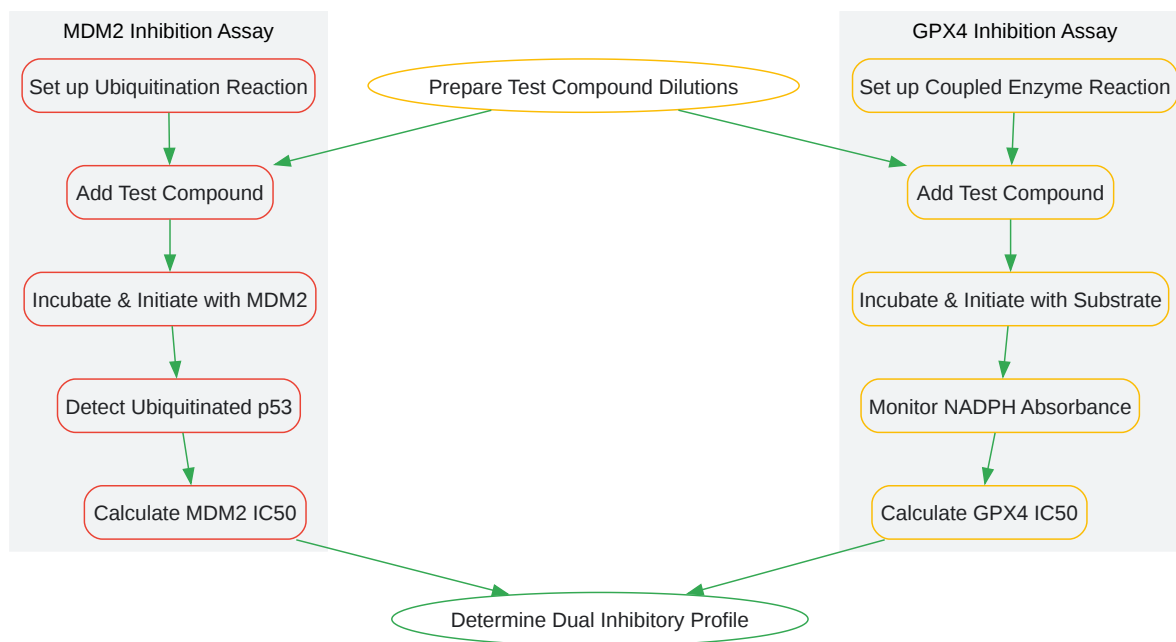 MDM2 Inhibition Assay
GPX4 Inhibition Assay
Set up Ubiquitination Reaction
Prepare Test Compound Dilutions
Set up Coupled Enzyme Reaction
Add Test Compound
Add Test Compound
Incubate & Initiate with MDM2
Incubate & Initiate with Substrate
Detect Ubiquitinated p53
Monitor NADPH Absorbance
Calculate MDM2 IC50
Calculate GPX4 IC50
Determine Dual Inhibitory Profile